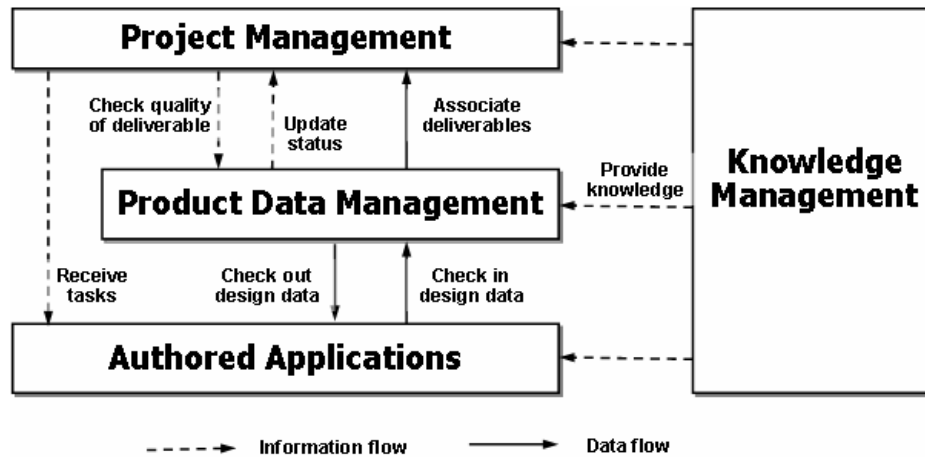 Project Management
Check quality
of deliverable
Update
status
Associate
deliverables
Provide
knowledge
Knowledge
Management
Product Data Management
Receive
tasks
Check out
design data
Check in
design data
Authored Applications
Information flow
Data flow